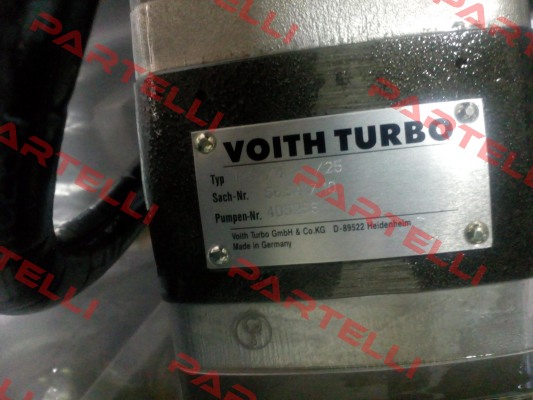 VOITH TURBO
Typ
Sach-Nr.
Pumpen-Nr.
Voith Turbo GmbH & Co.KG D-89522 Heidenheim
Made in Germany
PARTELLI
PARTELLI
PARTELLI
PARTELLI
PARTELLI
PARTELLI